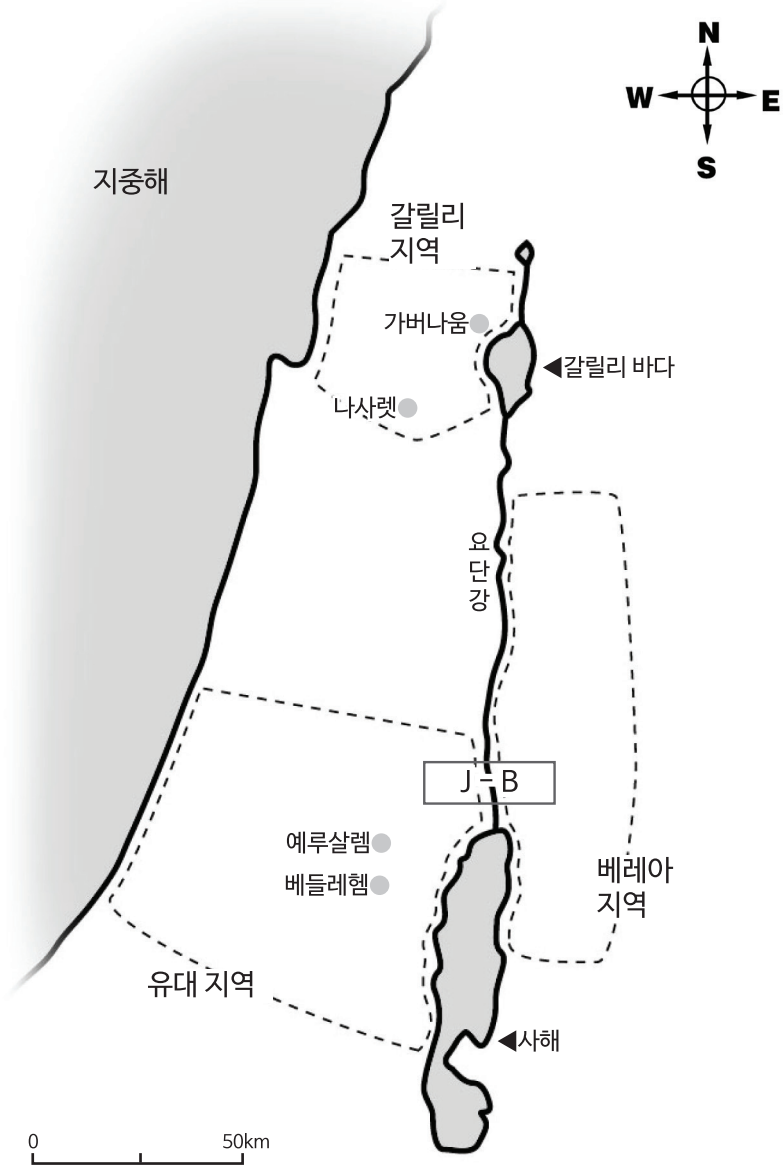 N
W
E
S
지중해
갈릴리
지역
가버나움
◀갈릴리 바다
나사렛
요
단
강
J – B
예루살렘
베들레헴
베레아
지역
유대 지역
◀사해
0
50km